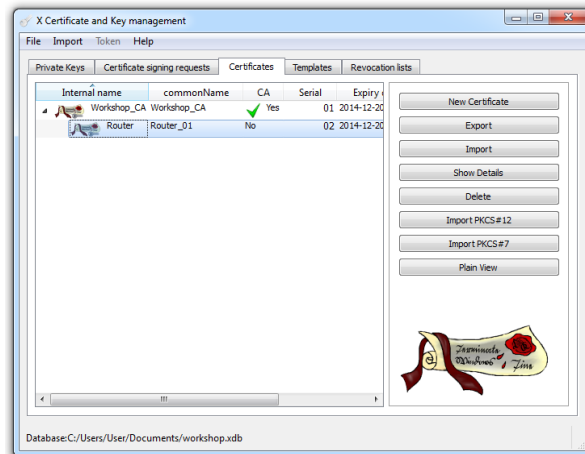 X Certificate and Key management
File Import Token Help
Private Keys Certificate signing requests Certificates Templates Revocation lists
Internal name commonName CA Serial Expiry
Workshop_CA Workshop_CA Yes 01 2014-12-20
Router Router_01 No 02 2014-12-20
New Certificate
Export
Import
Show Details
Delete
Import PKCS#12
Import PKCS#7
Plain View
Database:C:/Users/User/Documents/workshop.xdb